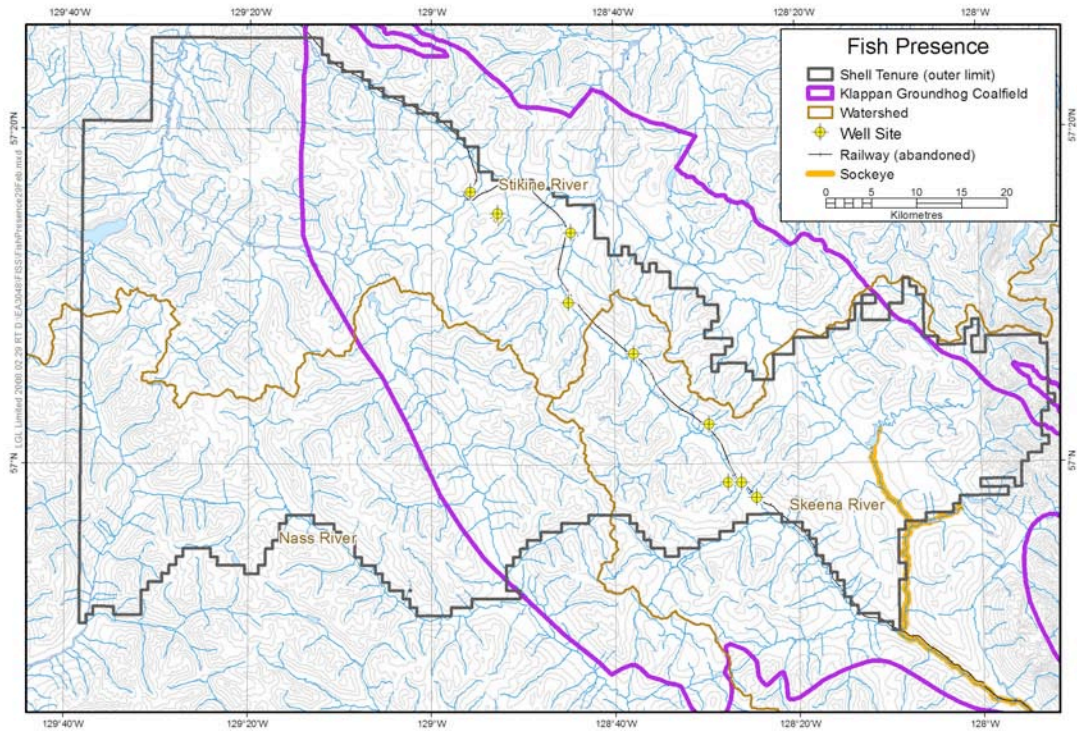 129°40'W 129°20'W 129°W 128°40'W 128°20'W 128°W
Fish Presence
Shell Tenure (outer limit)
Klappan Groundhog Coalfield
Watershed
Well Site
Railway (abandoned)
Sockeye
0 5 10 15 20
Kilometres
57°20'N 57°20'N
Stikine River
57°N 57°N
Skeena River
Nass River
129°40'W 129°20'W 129°W 128°40'W 128°20'W 128°W